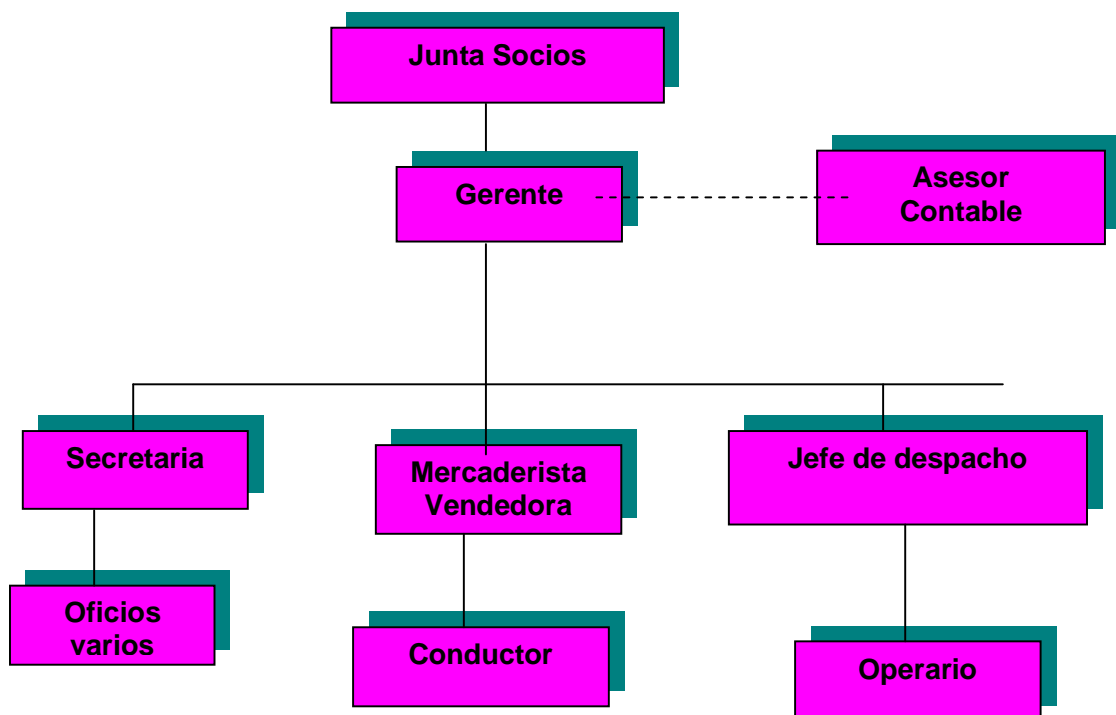 Junta Socios
Gerente
Asesor
Contable
Secretaria
Mercaderista
Vendedora
Jefe de despacho
Oficios
varios
Conductor
Operario